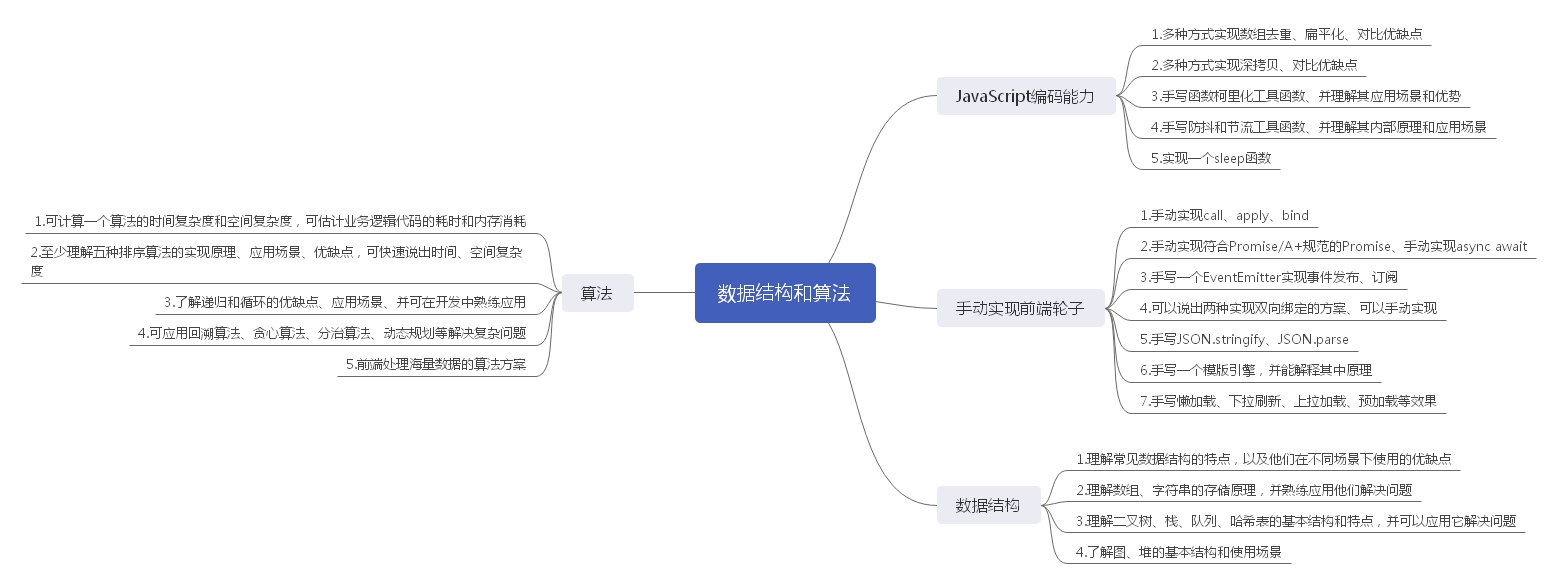 数据结构和算法
JavaScript编码能力
1.多种方式实现数组去重、扁平化、对比优缺点
2.多种方式实现深拷贝、对比优缺点
3.手写函数柯里化工具函数、并理解其应用场景和优势
4.手写防抖和节流工具函数、并理解其内部原理和应用场景
5.实现一个sleep函数
手动实现前端轮子
1.手动实现call、apply、bind
2.手动实现符合Promise/A+规范的Promise、手动实现async await
3.手写一个EventEmitter实现事件发布、订阅
4.可以说出两种实现双向绑定的方案、可以手动实现
5.手写JSON.stringify、JSON.parse
6.手写一个模版引擎，并能解释其中原理
7.手写懒加载、下拉刷新、上拉加载、预加载等效果
数据结构
1.理解常见数据结构的特点，以及他们在不同场景下使用的优缺点
2.理解数组、字符串的存储原理，并熟练应用他们解决问题
3.理解二叉树、栈、队列、哈希表的基本结构和特点，并可以应用它解决问题
4.了解图、堆的基本结构和使用场景
算法
1.可计算一个算法的时间复杂度和空间复杂度，可估计业务逻辑代码的耗时和内存消耗
2.至少理解五种排序算法的实现原理、应用场景、优缺点，可快速说出时间、空间复杂
度
3.了解递归和循环的优缺点、应用场景、并可在开发中熟练应用
4.可应用回溯算法、贪心算法、分治算法、动态规划等解决复杂问题
5.前端处理海量数据的算法方案